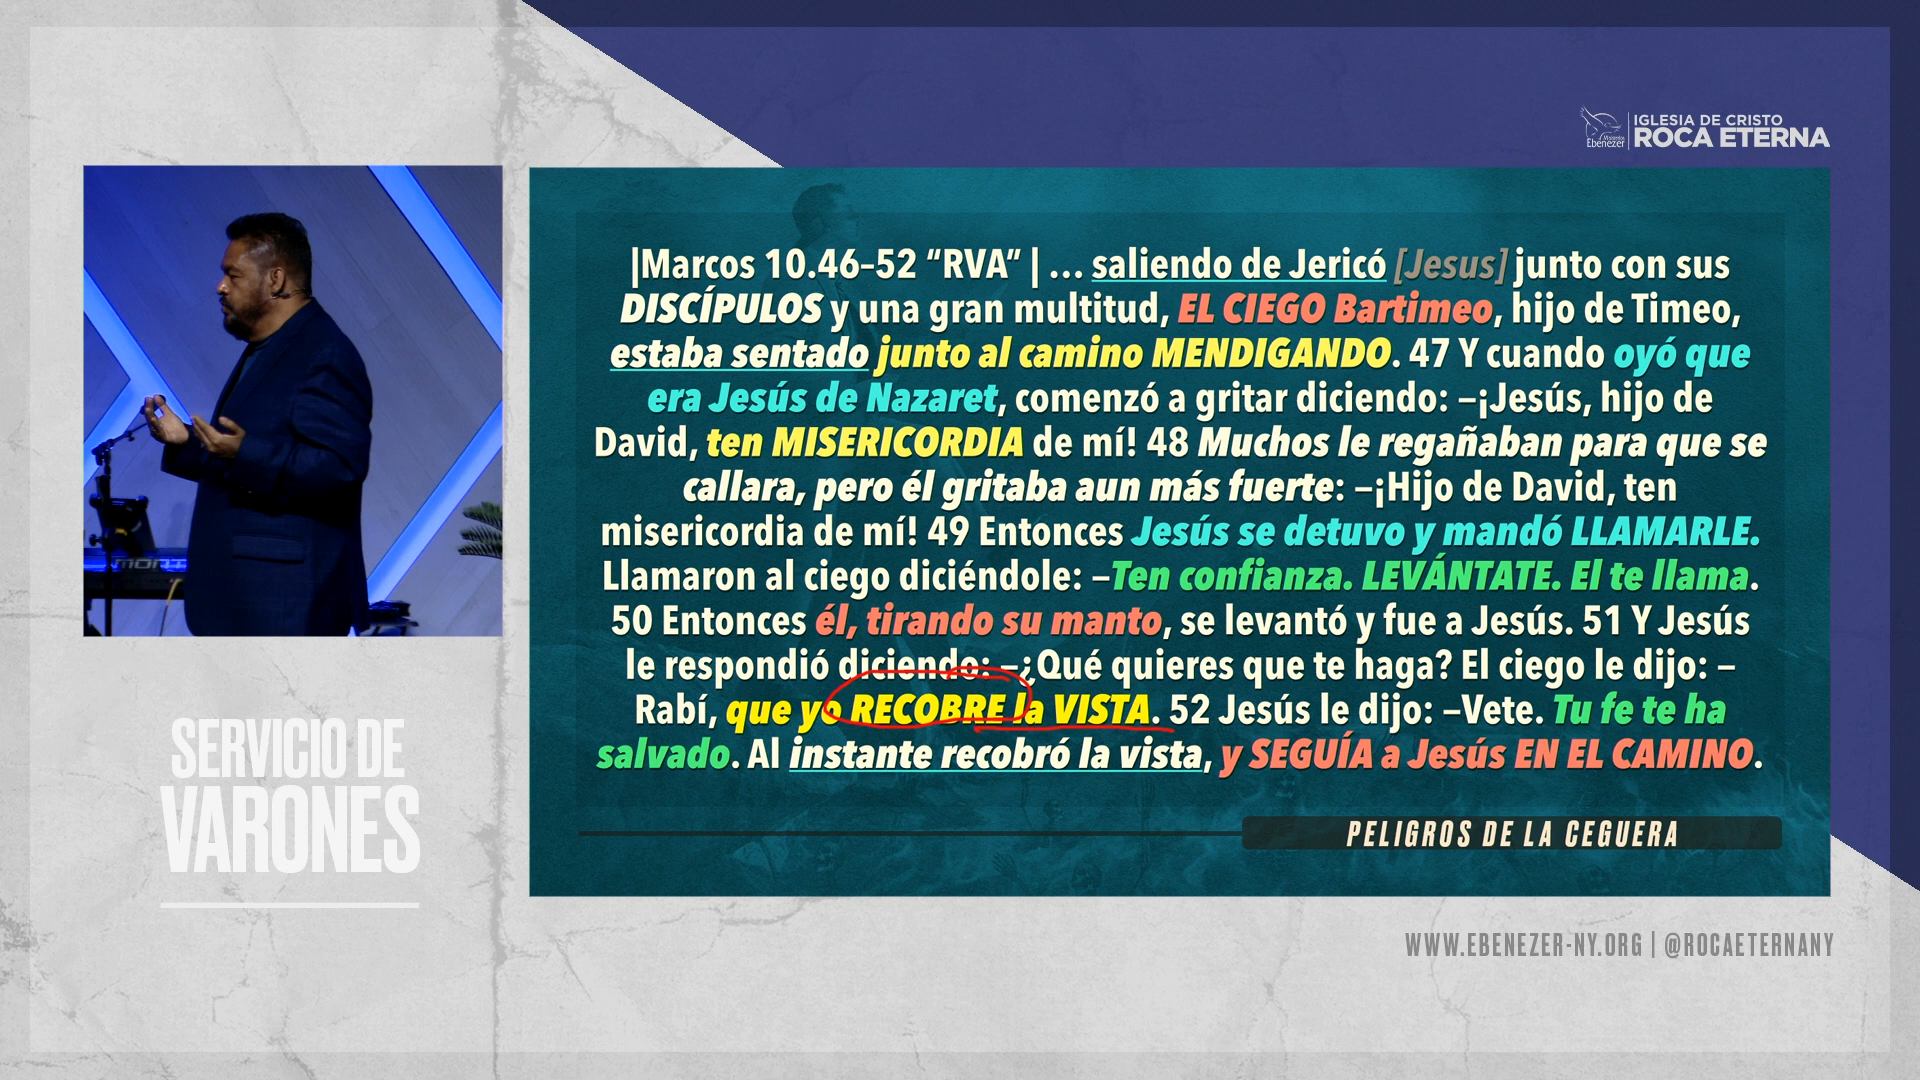 IGLESIA DE CRISTO
ROCA ETERNA
Ministerios
Ebenezer
|Marcos 10.46–52 “RVA” | … saliendo de Jericó [Jesus] junto con sus
DISCÍPULOS y una gran multitud, EL CIEGO Bartimeo, hijo de Timeo,
estaba sentado junto al camino MENDIGANDO. 47 Y cuando oyó que
era Jesús de Nazaret, comenzó a gritar diciendo: –¡Jesús, hijo de
David, ten MISERICORDIA de mí! 48 Muchos le regañaban para que se
callara, pero él gritaba aun más fuerte: –¡Hijo de David, ten
misericordia de mí! 49 Entonces Jesús se detuvo y mandó LLAMARLE.
Llamaron al ciego diciéndole: –Ten confianza. LEVÁNTATE. El te llama.
50 Entonces él, tirando su manto, se levantó y fue a Jesús. 51 Y Jesús
le respondió diciendo: –¿Qué quieres que te haga? El ciego le dijo: –
Rabí, que yo RECOBRE la VISTA. 52 Jesús le dijo: –Vete. Tu fe te ha
salvado. Al instante recobró la vista, y SEGUÍA a Jesús EN EL CAMINO.
PELIGROS DE LA CEGUERA
SERVICIO DE
VARONES
WWW.EBENEZER-NY.ORG | @ROCAETERNANY